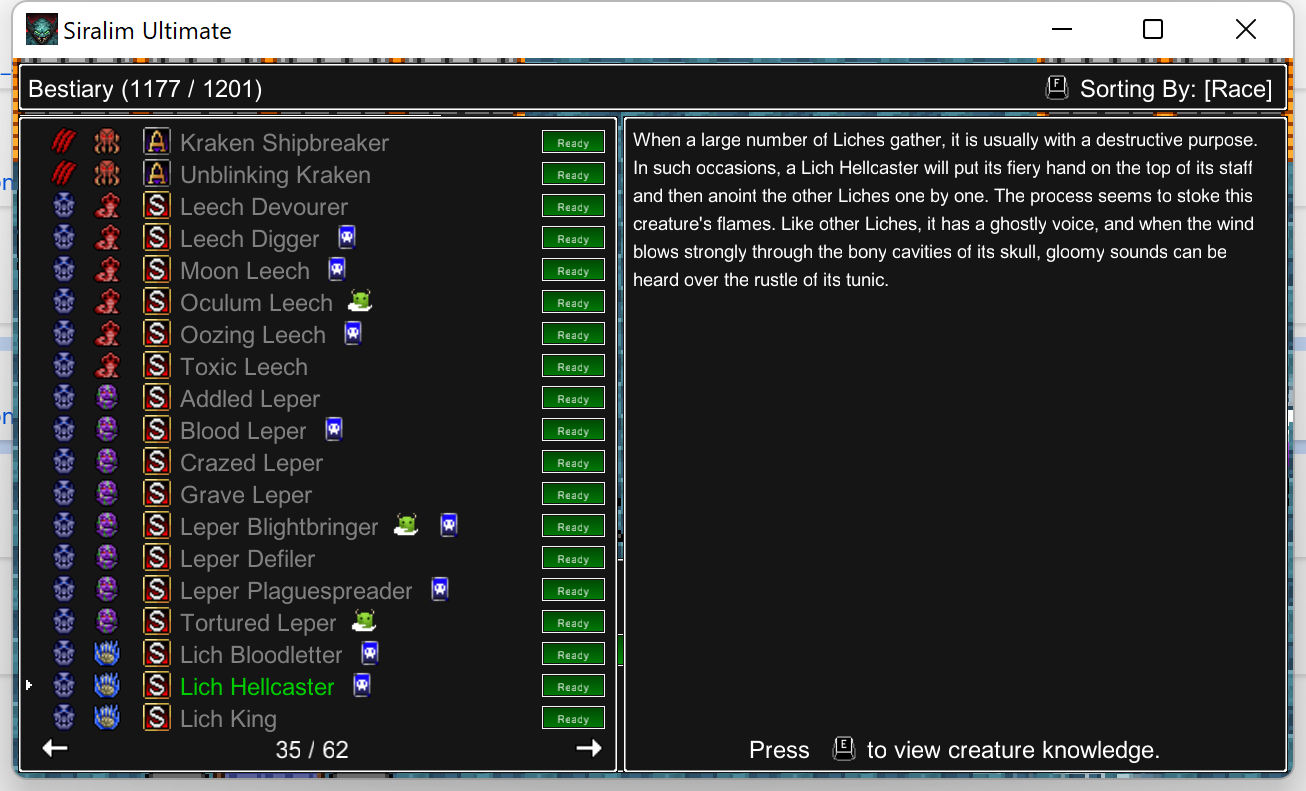 Siralim Ultimate
Bestiary (1177 / 1201)
F Sorting By: [Race]
A Kraken Shipbreaker Ready
A Unblinking Kraken Ready
S Leech Devourer Ready
S Leech Digger Ready
S Moon Leech Ready
S Oculum Leech Ready
S Oozing Leech Ready
S Toxic Leech Ready
S Addled Leper Ready
S Blood Leper Ready
S Crazed Leper Ready
S Grave Leper Ready
S Leper Blightbringer Ready
S Leper Defiler Ready
S Leper Plaguespreader Ready
S Tortured Leper Ready
S Lich Bloodletter Ready
S Lich Hellcaster Ready
S Lich King Ready
35 / 62
When a large number of Liches gather, it is usually with a destructive purpose.
In such occasions, a Lich Hellcaster will put its fiery hand on the top of its staff
and then anoint the other Liches one by one. The process seems to stoke this
creature's flames. Like other Liches, it has a ghostly voice, and when the wind
blows strongly through the bony cavities of its skull, gloomy sounds can be
heard over the rustle of its tunic.
Press E to view creature knowledge.